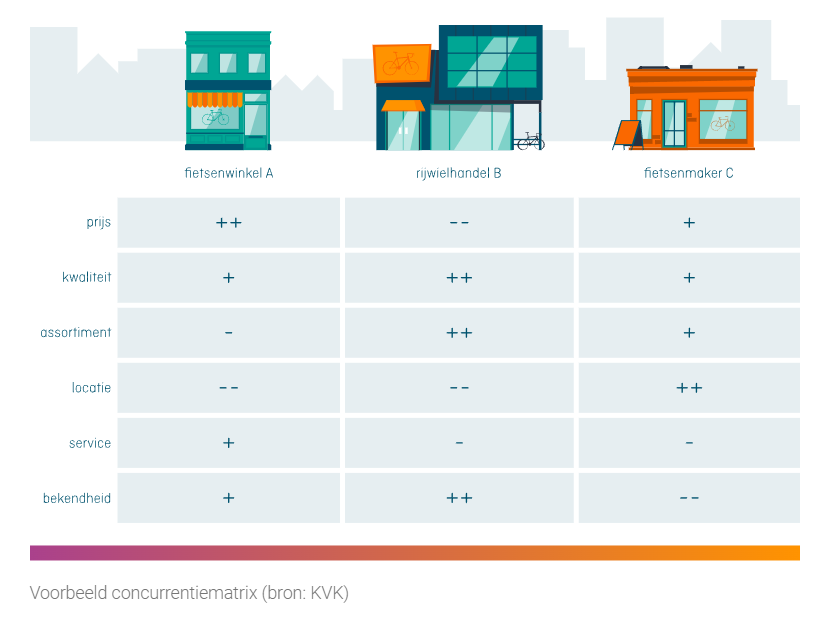 fietsenwinkel A rijwielhandel B fietsenmaker C
prijs ++ -- +
kwaliteit + ++ +
assortiment - ++ +
locatie -- -- ++
service + - -
bekendheid + ++ --
Voorbeeld concurrentiematrix (bron: KVK)